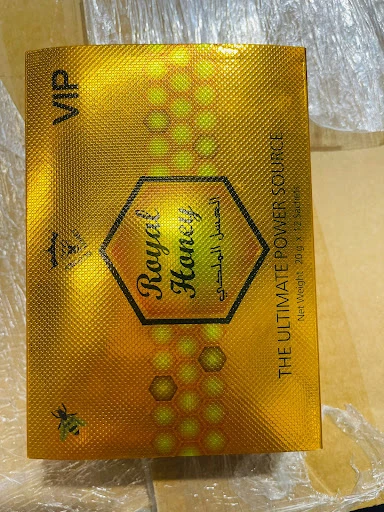 VIP
Royal
Honey
العسل الملكي
THE ULTIMATE POWER SOURCE
Net Weight 20g x 12 Sachets